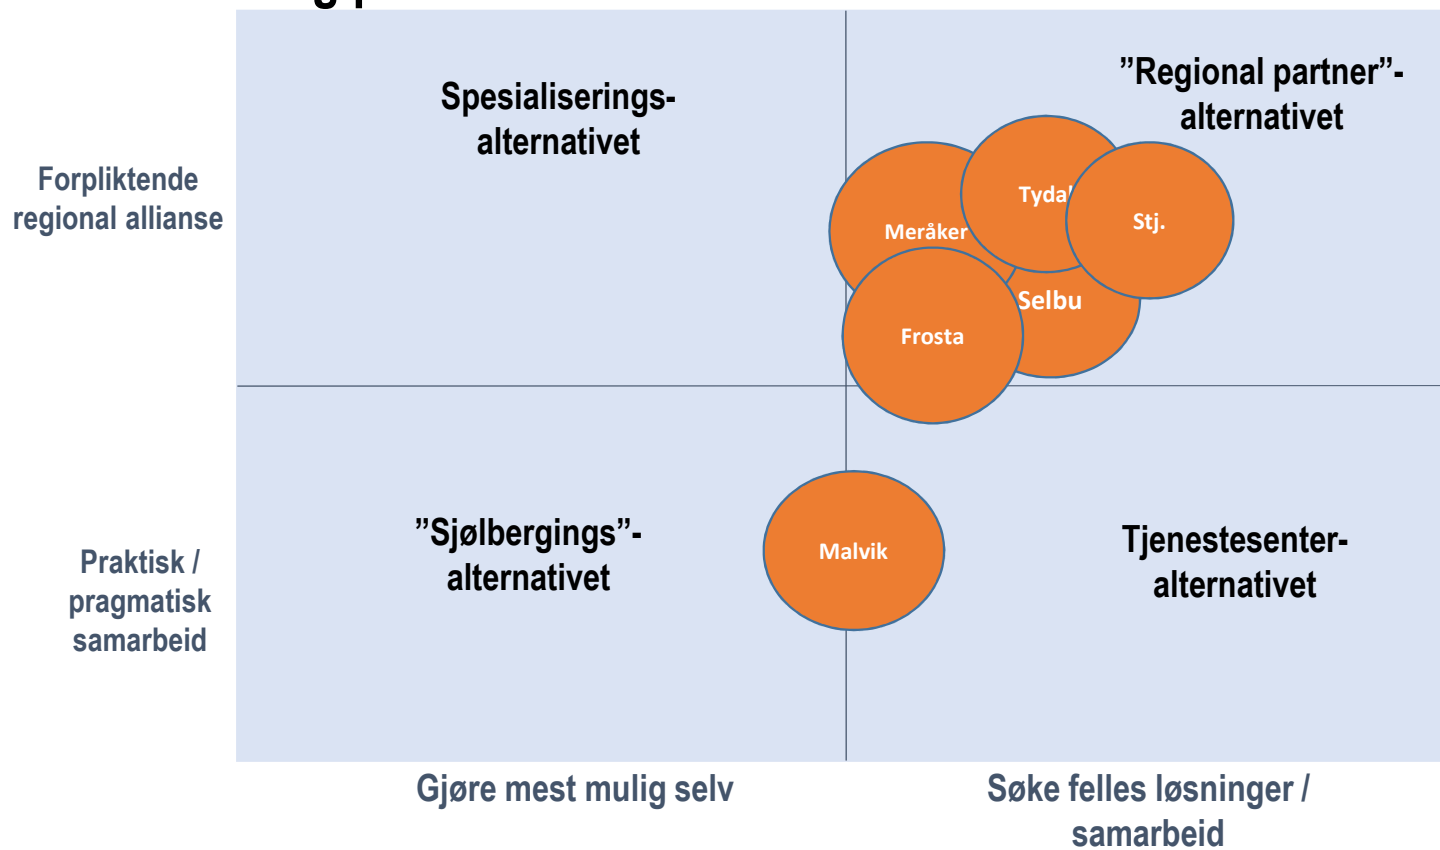 Spesialiserings-
alternativet
”Regional partner”-
alternativet
Forpliktende
regional allianse
Tydal
Meråker
Stj.
Selbu
Frosta
”Sjølbergings”-
alternativet
Malvik
Tjenestesenter-
alternativet
Praktisk /
pragmatisk
samarbeid
Gjøre mest mulig selv
Søke felles løsninger /
samarbeid